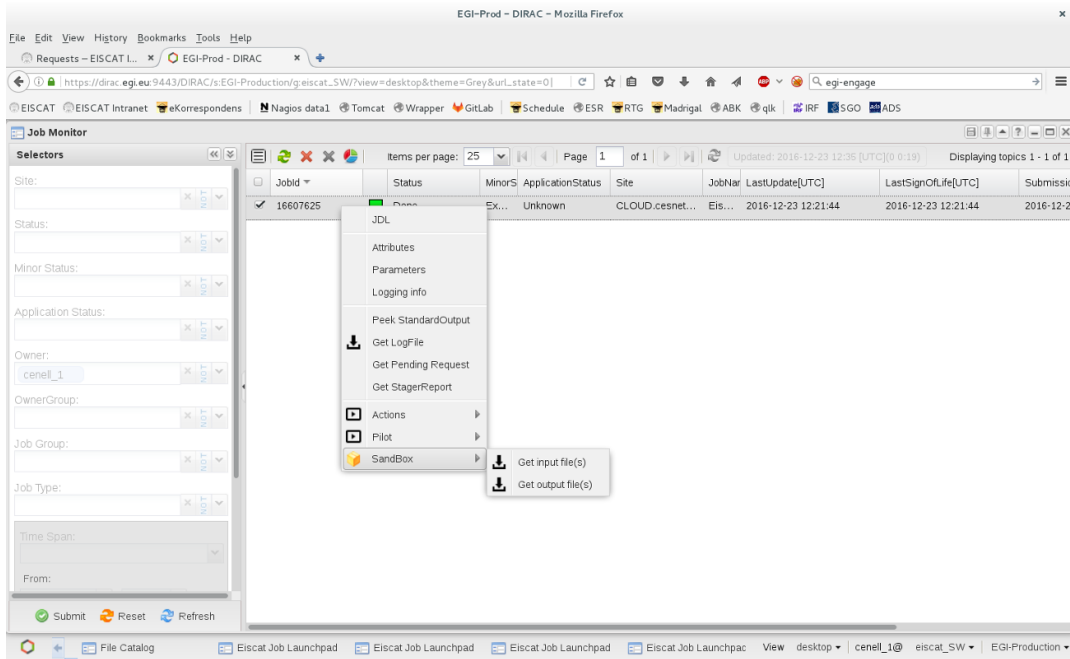 EGI-Prod - DIRAC - Mozilla Firefox
File Edit View History Bookmarks Tools Help
Requests – EISCAT I... EGI-Prod - DIRAC
https://dirac.egi.eu:9443/DIRAC/s:EGI-Production/g:eiscat_SW/?view=desktop&theme=Grey&url_state=0| egi-engage
EISCAT EISCAT Intranet eKorrespondens Nagios data1 Tomcat Wrapper GitLab Schedule ESR RTG Madrigal ABK qlk IRF SGO ADS
Job Monitor
Selectors Items per page: 25 Page 1 of 1 Updated: 2016-12-23 12:35 [UTC](0 0:19) Displaying topics 1 - 1 of 1
Site: JobId Status MinorS ApplicationStatus Site JobNar LastUpdate[UTC] LastSignOfLife[UTC] Submissio
NOT 16607625 Done Ex... Unknown CLOUD.cesnet... Eis... 2016-12-23 12:21:44 2016-12-23 12:21:44 2016-12-2
Status:
NOT
Minor Status:
NOT
Application Status:
NOT
Owner:
cenell_1 NOT
OwnerGroup:
NOT
Job Group:
NOT
Job Type:
NOT
Time Span:
From:
Submit Reset Refresh
JDL
Attributes
Parameters
Logging info
Peek StandardOutput
Get LogFile
Get Pending Request
Get StagerReport
Actions
Pilot
SandBox
Get input file(s)
Get output file(s)
File Catalog Eiscat Job Launchpad Eiscat Job Launchpad Eiscat Job Launchpad Eiscat Job Launchpac View desktop cenell_1@ eiscat_SW EGI-Production